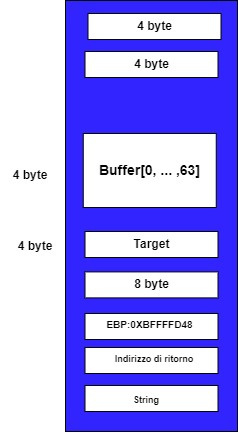 4 byte
4 byte
Buffer[0, ... ,63]
4 byte
4 byte
Target
8 byte
EBP:0XBFFFFD48
Indirizzo di ritorno
String